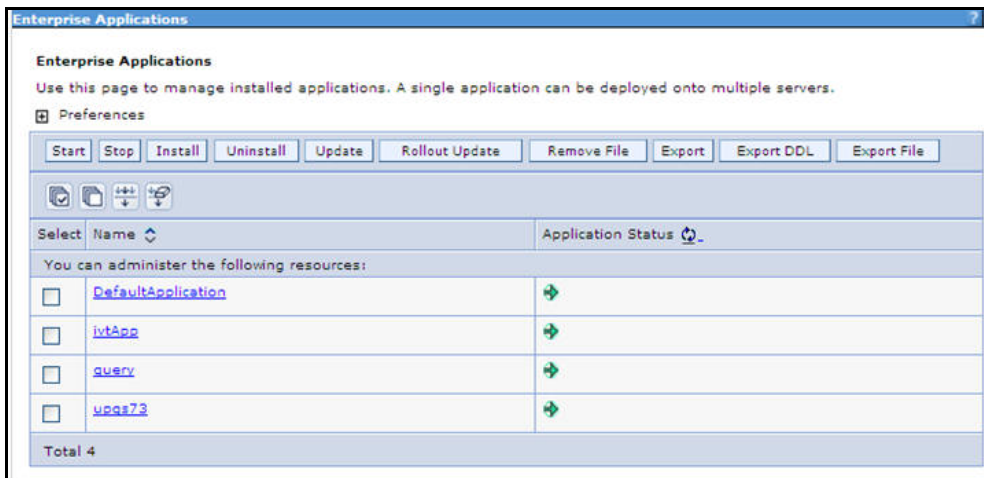 Enterprise Applications ?
Enterprise Applications
Use this page to manage installed applications. A single application can be deployed onto multiple servers.
Preferences
Start Stop Install Uninstall Update Rollout Update Remove File Export Export DDL Export File
Select Name Application Status
You can administer the following resources:
DefaultApplication
ivtApp
query
upgs73
Total 4